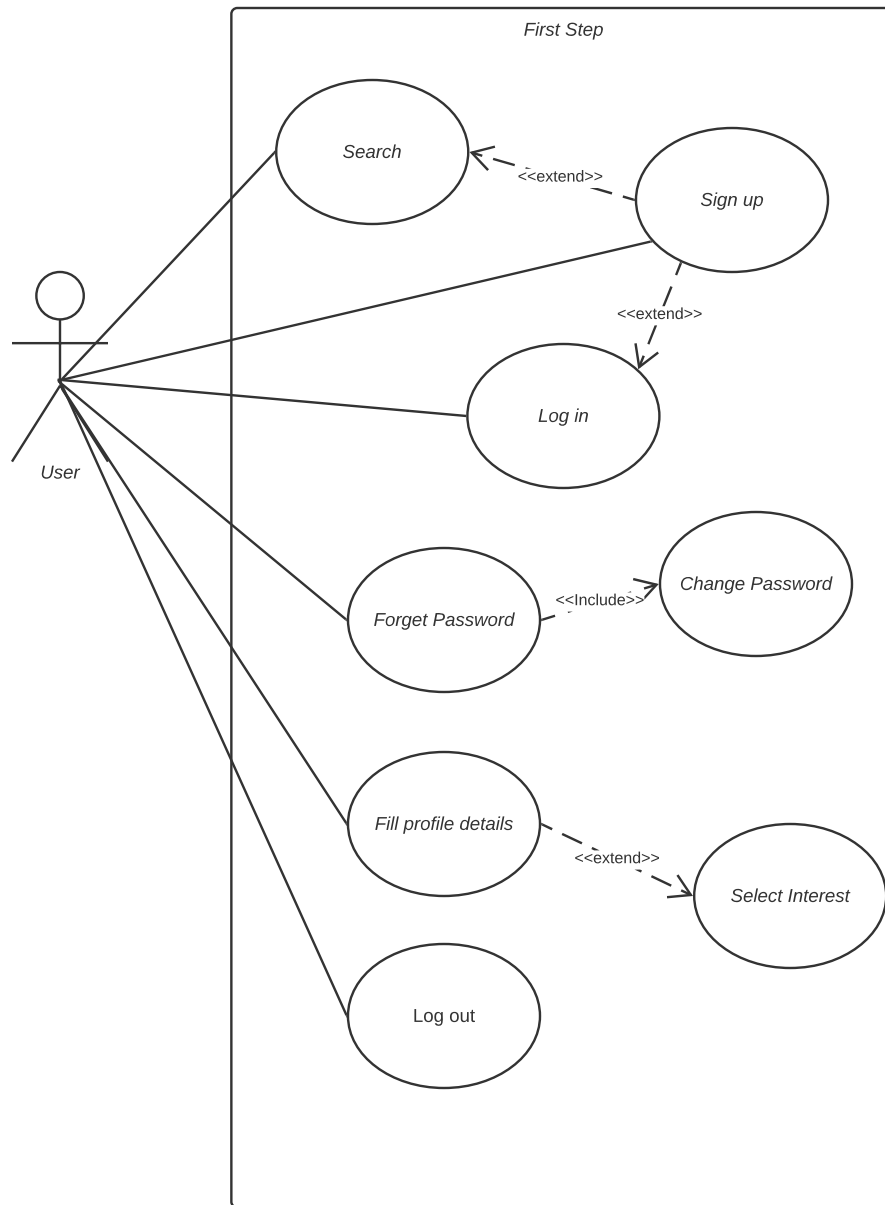 First Step
Search
<<extend>>
Sign up
<<extend>>
Log in
User
Forget Password
<<Include>>
Change Password
Fill profile details
<<extend>>
Select Interest
Log out